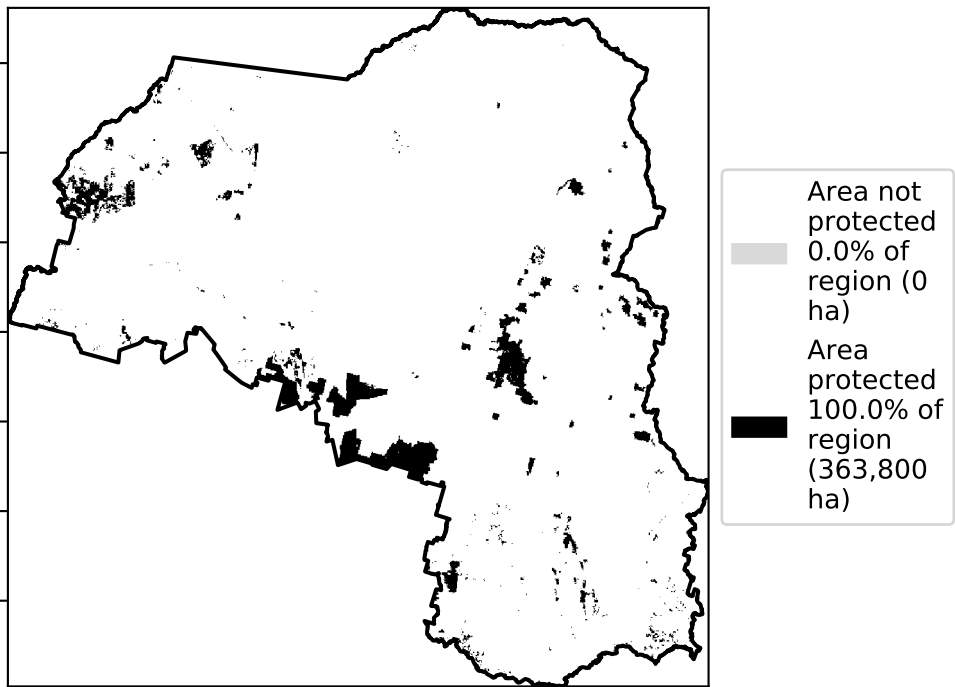 Area not
protected
0.0% of
region (0
ha)
Area
protected
100.0% of
region
(363,800
ha)